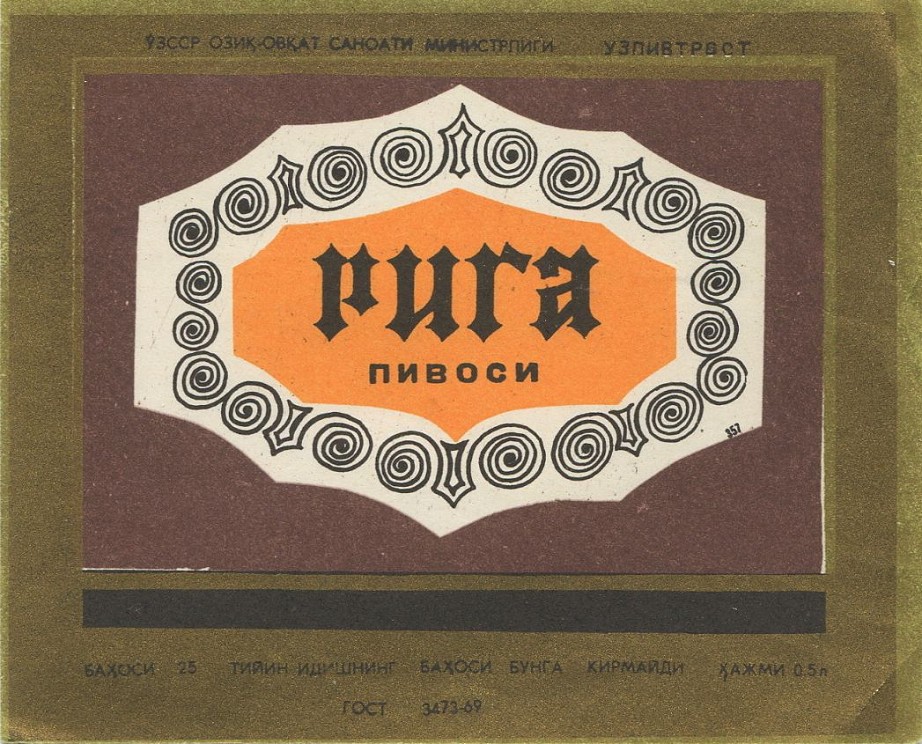 ЎЗССР ОЗИҚ-ОВҚАТ САНОАТИ МИНИСТРЛИГИ УЗПИВТРЕСТ
Рига
ПИВОСИ
357
БАҲОСИ 25 ТИЙИН ИДИШНИНГ БАҲОСИ БУНГА КИРМАЙДИ ҲАЖМИ 0.5л
ГОСТ 3473-69